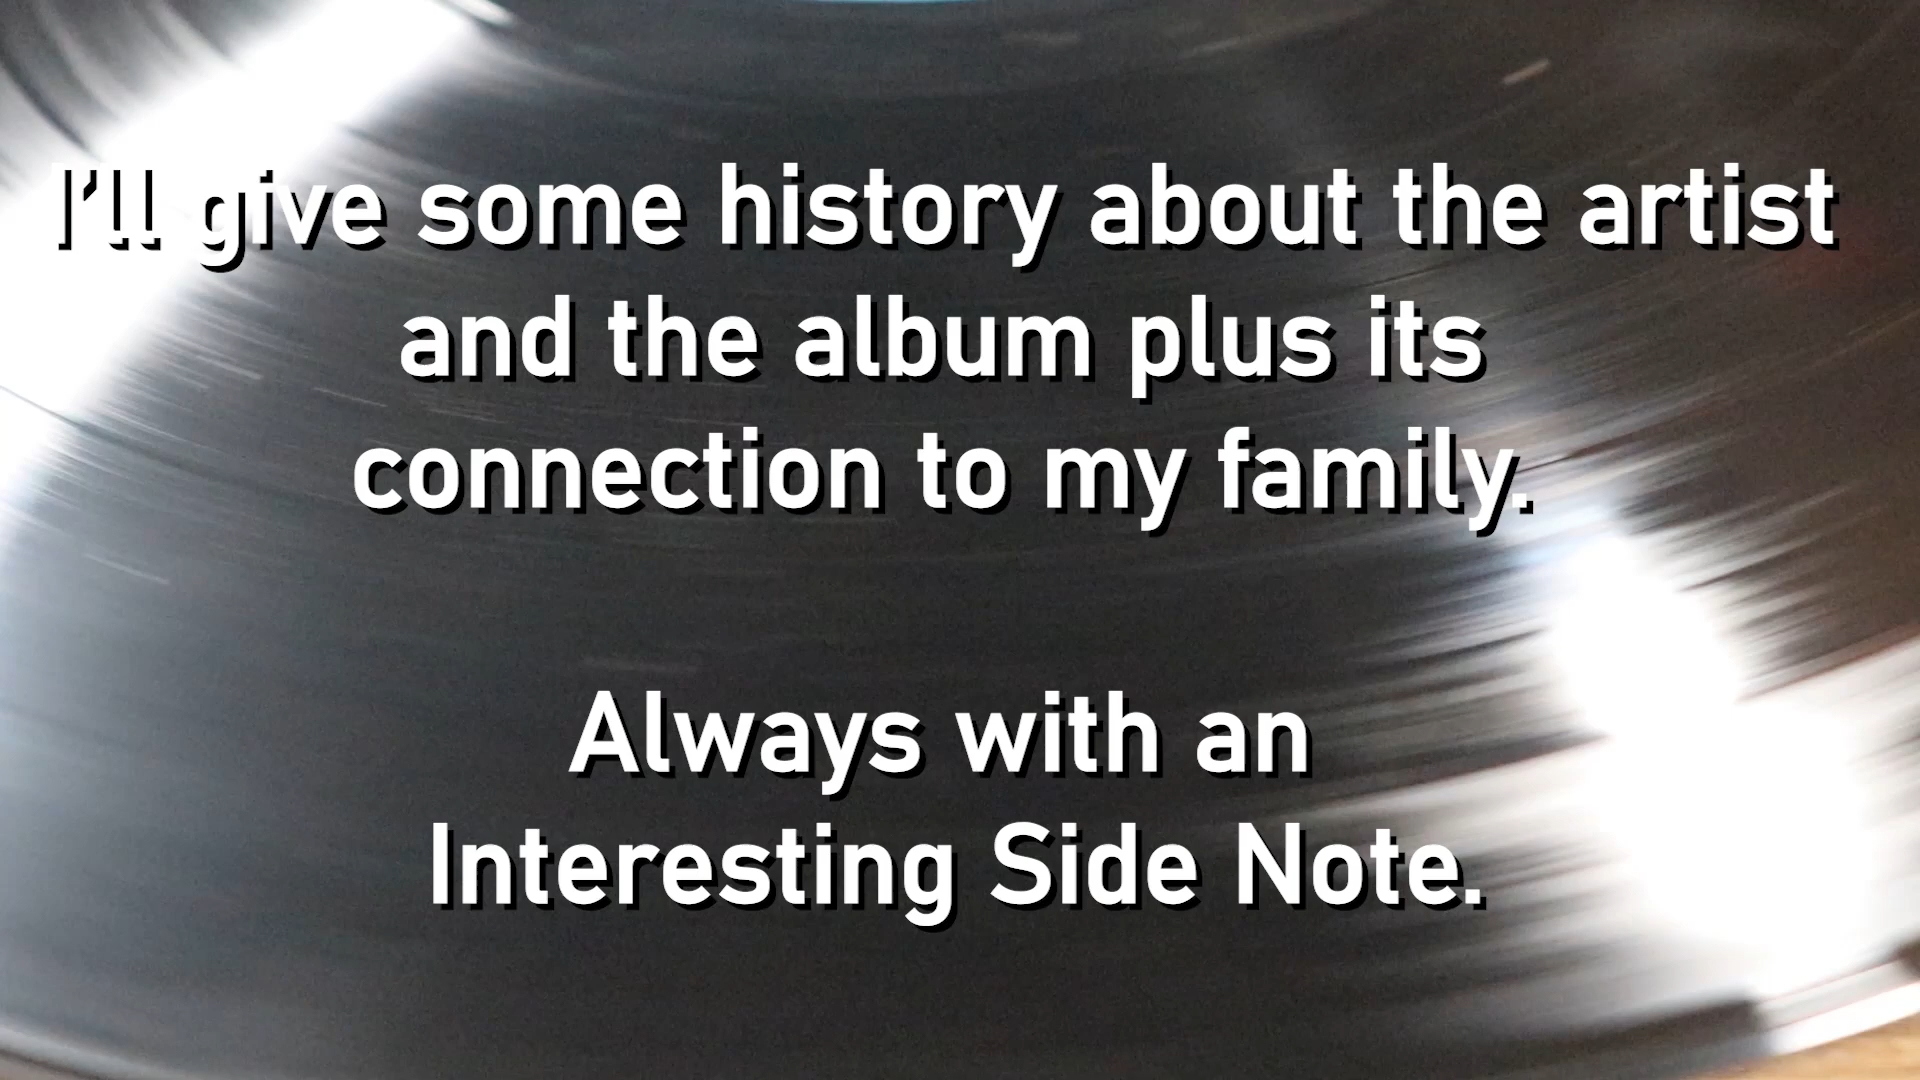 I'll give some history about the artist
and the album plus its
connection to my family.
Always with an
Interesting Side Note.